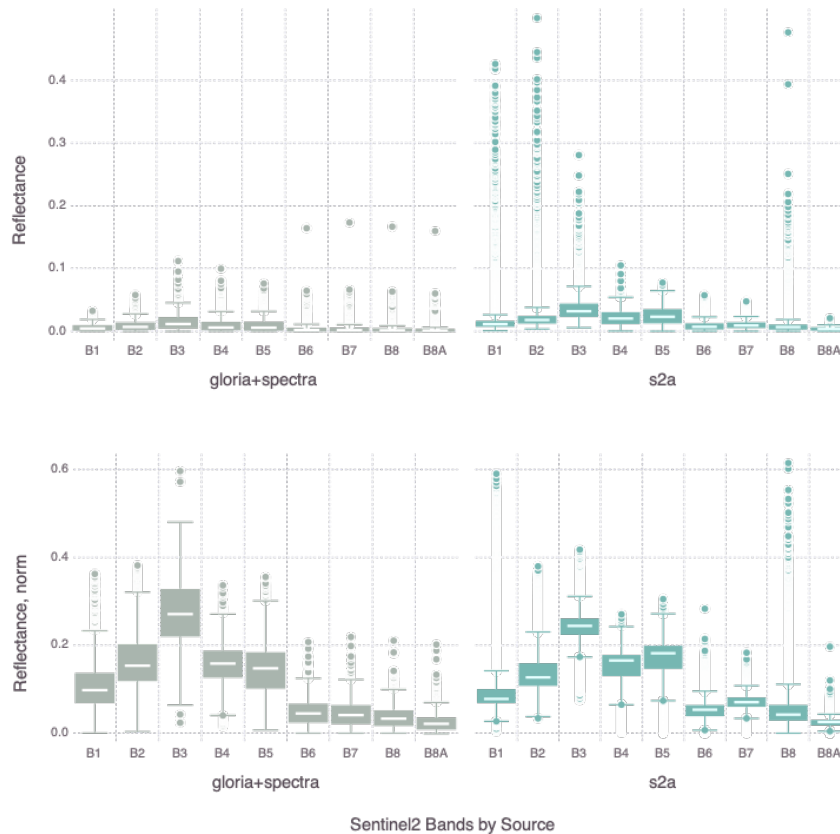 Reflectance
0.4
0.3
0.2
0.1
0.0
B1 B2 B3 B4 B5 B6 B7 B8 B8A
gloria+spectra
B1 B2 B3 B4 B5 B6 B7 B8 B8A
s2a
Reflectance, norm
0.6
0.4
0.2
0.0
B1 B2 B3 B4 B5 B6 B7 B8 B8A
gloria+spectra
B1 B2 B3 B4 B5 B6 B7 B8 B8A
s2a
Sentinel2 Bands by Source